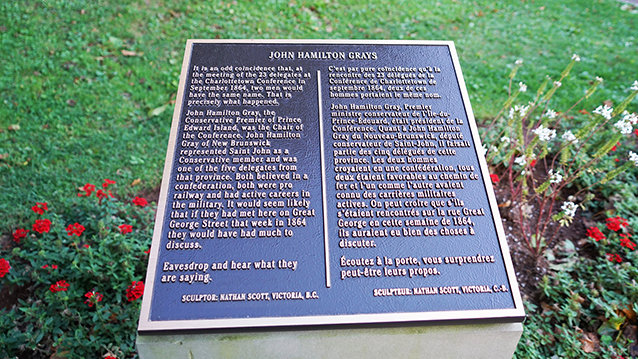 JOHN HAMILTON GRAYS
It is an odd coincidence that, at
the meeting of the 23 delegates at
the Charlottetown Conference in
September 1864, two men would
have the same name. That is
precisely what happened.
John Hamilton Gray, the
Conservative Premier of Prince
Edward Island, was the Chair of
the Conference. John Hamilton
Gray of New Brunswick
represented Saint John as a
Conservative member and was
one of the five delegates from
that province. Both believed in a
confederation, both were pro
railway and had active careers in
the military. It would seem likely
that if they had met here on Great
George Street that week in 1864
they would have had much to
discuss.
Eavesdrop and hear what they
are saying.
SCULPTOR: NATHAN SCOTT, VICTORIA, B.C.
C'est par pure coïncidence qu'à la
rencontre des 23 délégués de la
Conférence de Charlottetown de
septembre 1864, deux de ces
hommes portaient le même nom.
John Hamilton Gray, Premier
ministre conservateur de l'Île-du-
Prince-Édouard, était président de la
Conférence. Quant à John Hamilton
Gray du Nouveau-Brunswick, député
conservateur de Saint-John, il faisait
partie des cinq délégués de cette
province. Les deux hommes
croyaient en une confédération, tous
deux étaient favorables au chemin de
fer et l'un comme l'autre avaient
connu des carrières militaires
actives. On peut croire que s'ils
s'étaient rencontrés sur la rue Great
George en cette semaine de 1864,
ils auraient eu bien des choses à
discuter.
Écoutez à la porte, vous surprendrez
peut-être leurs propos.
SCULPTEUR: NATHAN SCOTT, VICTORIA, C.-B.